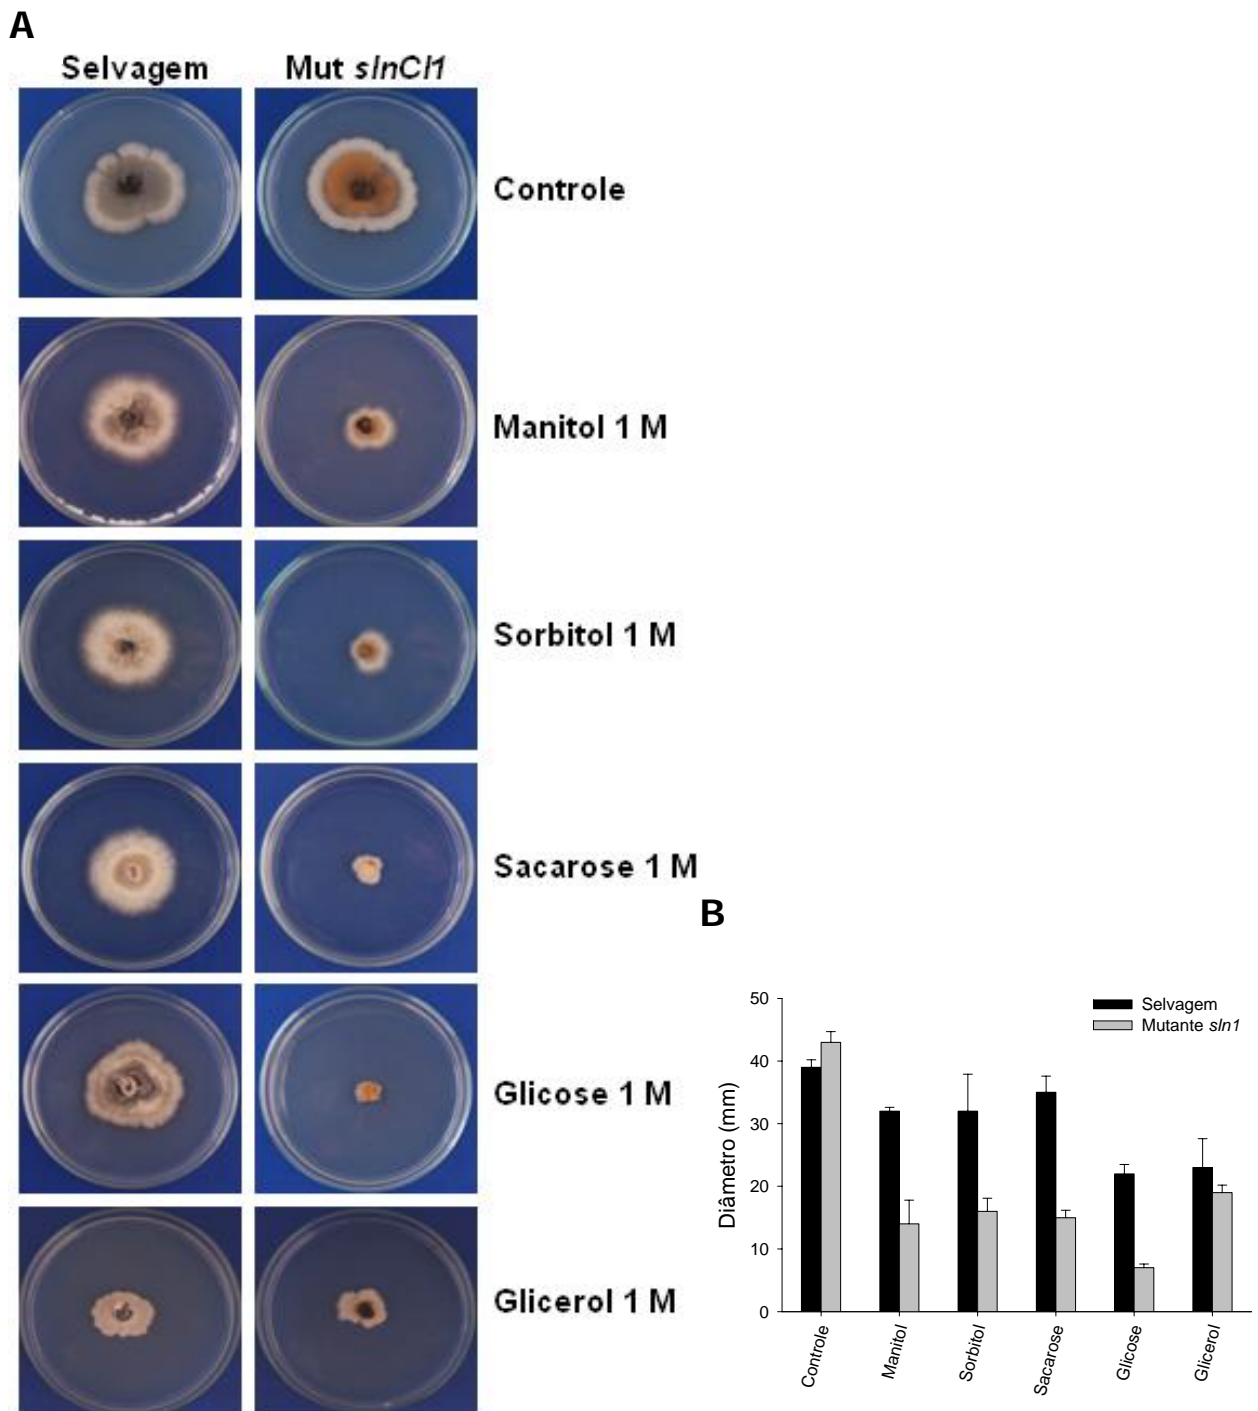 A
Selvagem Mut slnCl1
Controle
Manitol 1 M
Sorbitol 1 M
Sacarose 1 M
Glicose 1 M
Glicerol 1 M
B
Selvagem
Mutante sln1
Diâmetro (mm)
50
40
30
20
10
0
Controle
Manitol
Sorbitol
Sacarose
Glicose
Glicerol